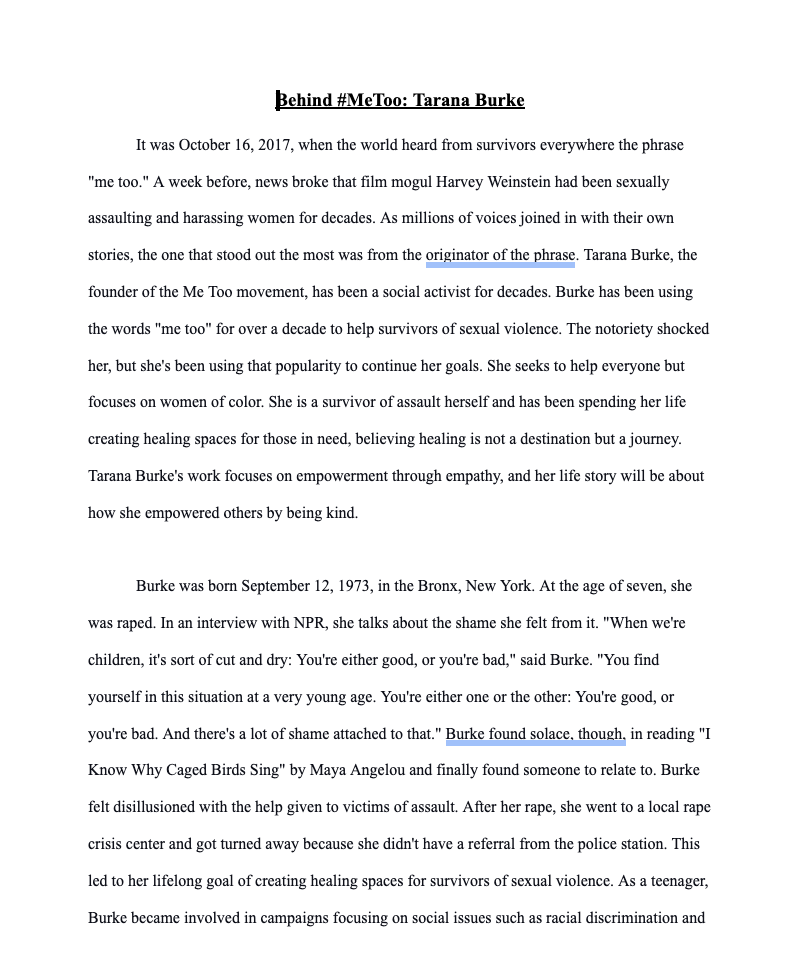 Behind #MeToo: Tarana Burke
It was October 16, 2017, when the world heard from survivors everywhere the phrase
"me too." A week before, news broke that film mogul Harvey Weinstein had been sexually
assaulting and harassing women for decades. As millions of voices joined in with their own
stories, the one that stood out the most was from the originator of the phrase. Tarana Burke, the
founder of the Me Too movement, has been a social activist for decades. Burke has been using
the words "me too" for over a decade to help survivors of sexual violence. The notoriety shocked
her, but she's been using that popularity to continue her goals. She seeks to help everyone but
focuses on women of color. She is a survivor of assault herself and has been spending her life
creating healing spaces for those in need, believing healing is not a destination but a journey.
Tarana Burke's work focuses on empowerment through empathy, and her life story will be about
how she empowered others by being kind.
Burke was born September 12, 1973, in the Bronx, New York. At the age of seven, she
was raped. In an interview with NPR, she talks about the shame she felt from it. "When we're
children, it's sort of cut and dry: You're either good, or you're bad," said Burke. "You find
yourself in this situation at a very young age. You're either one or the other: You're good, or
you're bad. And there's a lot of shame attached to that." Burke found solace, though, in reading "I
Know Why Caged Birds Sing" by Maya Angelou and finally found someone to relate to. Burke
felt disillusioned with the help given to victims of assault. After her rape, she went to a local rape
crisis center and got turned away because she didn't have a referral from the police station. This
led to her lifelong goal of creating healing spaces for survivors of sexual violence. As a teenager,
Burke became involved in campaigns focusing on social issues such as racial discrimination and